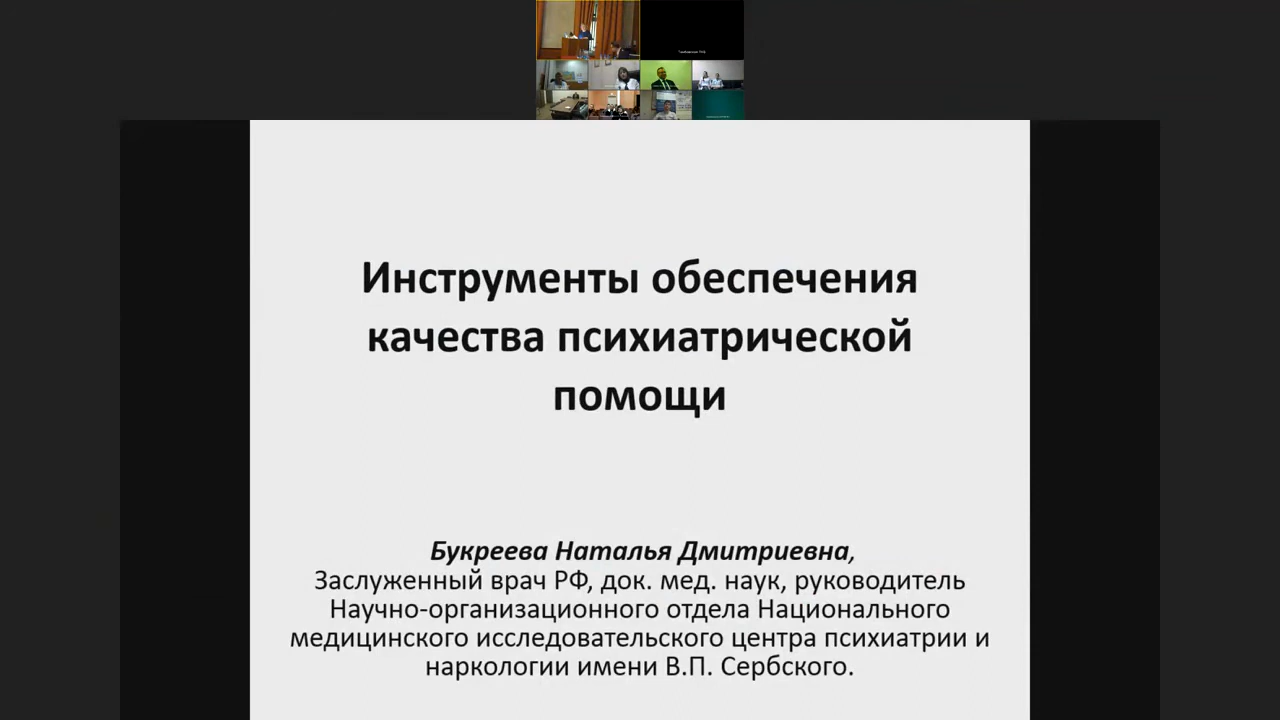 Инструменты обеспечения
качества психиатрической
помощи
Букреева Наталья Дмитриевна,
Заслуженный врач РФ, док. мед. наук, руководитель
Научно-организационного отдела Национального
медицинского исследовательского центра психиатрии и
наркологии имени В.П. Сербского.